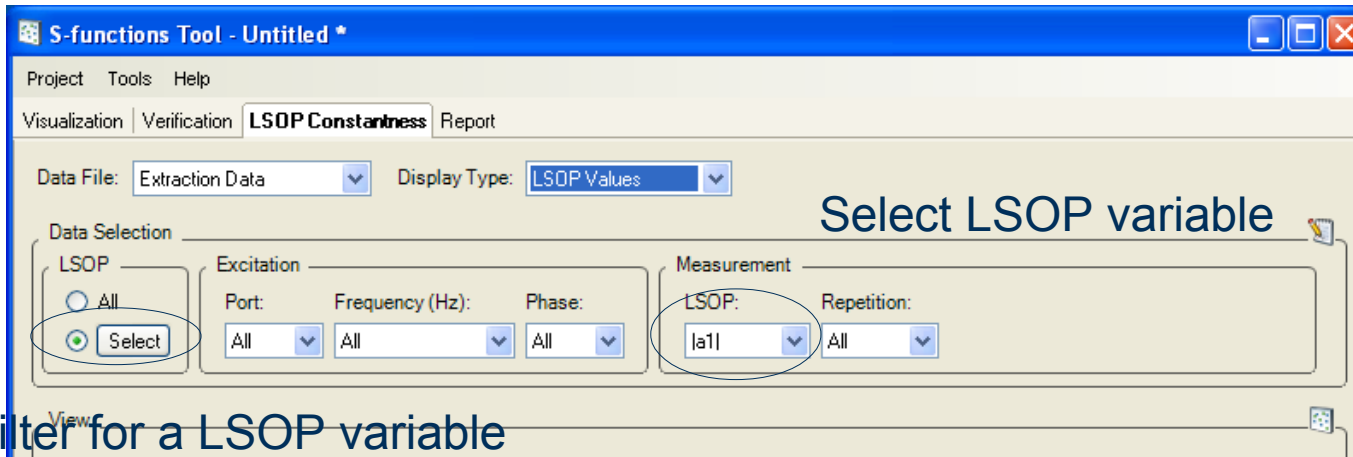 S-functions Tool - Untitled *
Project Tools Help
Visualization Verification LSOP Constantness Report
Data File: Extraction Data Display Type: LSOP Values
Select LSOP variable
Data Selection
LSOP Excitation Measurement
All Port: Frequency (Hz): Phase: LSOP: Repetition:
Select All All All |a1| All
View
ilter for a LSOP variable